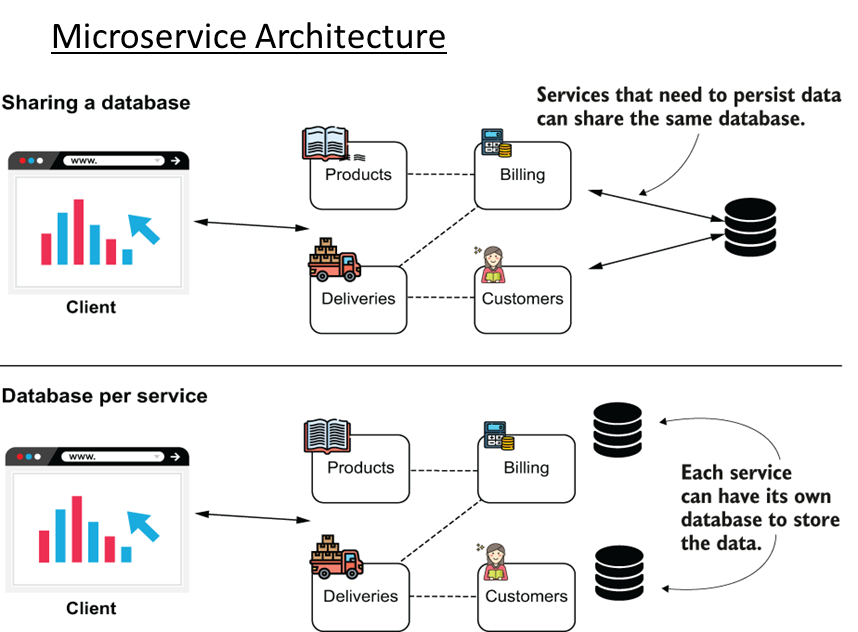 Microservice Architecture
Sharing a database
Services that need to persist data
can share the same database.
www.
Products
Billing
Deliveries
Customers
Client
Database per service
www.
Products
Billing
Each service
can have its own
database to store
the data.
Deliveries
Customers
Client